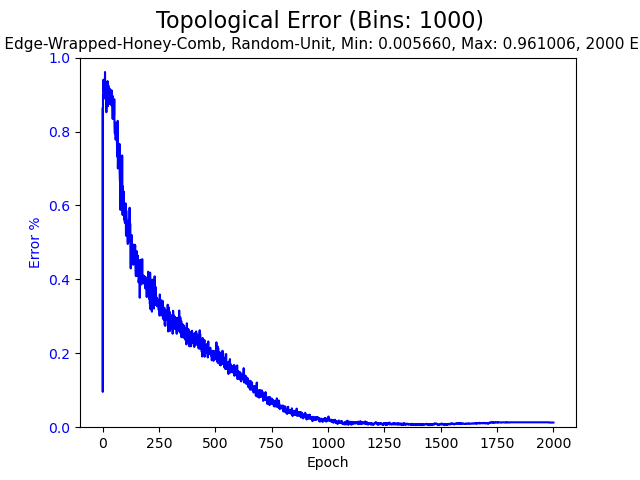 Topological Error (Bins: 1000)
Edge-Wrapped-Honey-Comb, Random-Unit, Min: 0.005660, Max: 0.961006, 2000 E
1.0
0.8
0.6
0.4
0.2
0.0
Error %
0 250 500 750 1000 1250 1500 1750 2000
Epoch